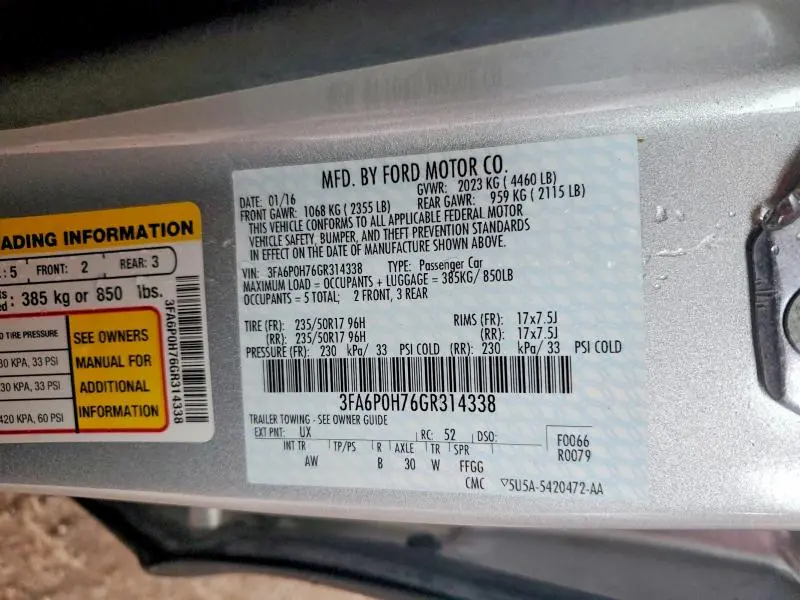 MFD. BY FORD MOTOR CO.
DATE: 01/16 GVWR: 2023 KG ( 4460 LB)
FRONT GAWR: 1068 KG ( 2355 LB) REAR GAWR: 959 KG ( 2115 LB)
THIS VEHICLE CONFORMS TO ALL APPLICABLE FEDERAL MOTOR
VEHICLE SAFETY, BUMPER, AND THEFT PREVENTION STANDARDS
IN EFFECT ON THE DATE OF MANUFACTURE SHOWN ABOVE.
VIN: 3FA6P0H76GR314338 TYPE: Passenger Car
MAXIMUM LOAD = OCCUPANTS + LUGGAGE = 385KG/ 850LB
OCCUPANTS = 5 TOTAL; 2 FRONT, 3 REAR
TIRE (FR): 235/50R17 96H RIMS (FR): 17x7.5J
(RR): 235/50R17 96H (RR): 17x7.5J
PRESSURE (FR): 230 kPa/ 33 PSI COLD (RR): 230 kPa/ 33 PSI COLD
3FA6P0H76GR314338
TRAILER TOWING - SEE OWNER GUIDE
EXT PNT: UX RC: 52 DSO: F0066
R0079
INT TR TP/PS R AXLE TR SPR
AW B 30 W FFGG
CMC 5U5A-5420472-AA
ADING INFORMATION
: 5 FRONT: 2 REAR: 3
: 385 kg or 850 lbs.
TIRE PRESSURE
KPA, 33 PSI
30 KPA, 33 PSI
420 KPA, 60 PSI
SEE OWNERS
MANUAL FOR
ADDITIONAL
INFORMATION
3FA6P0H76GR314338